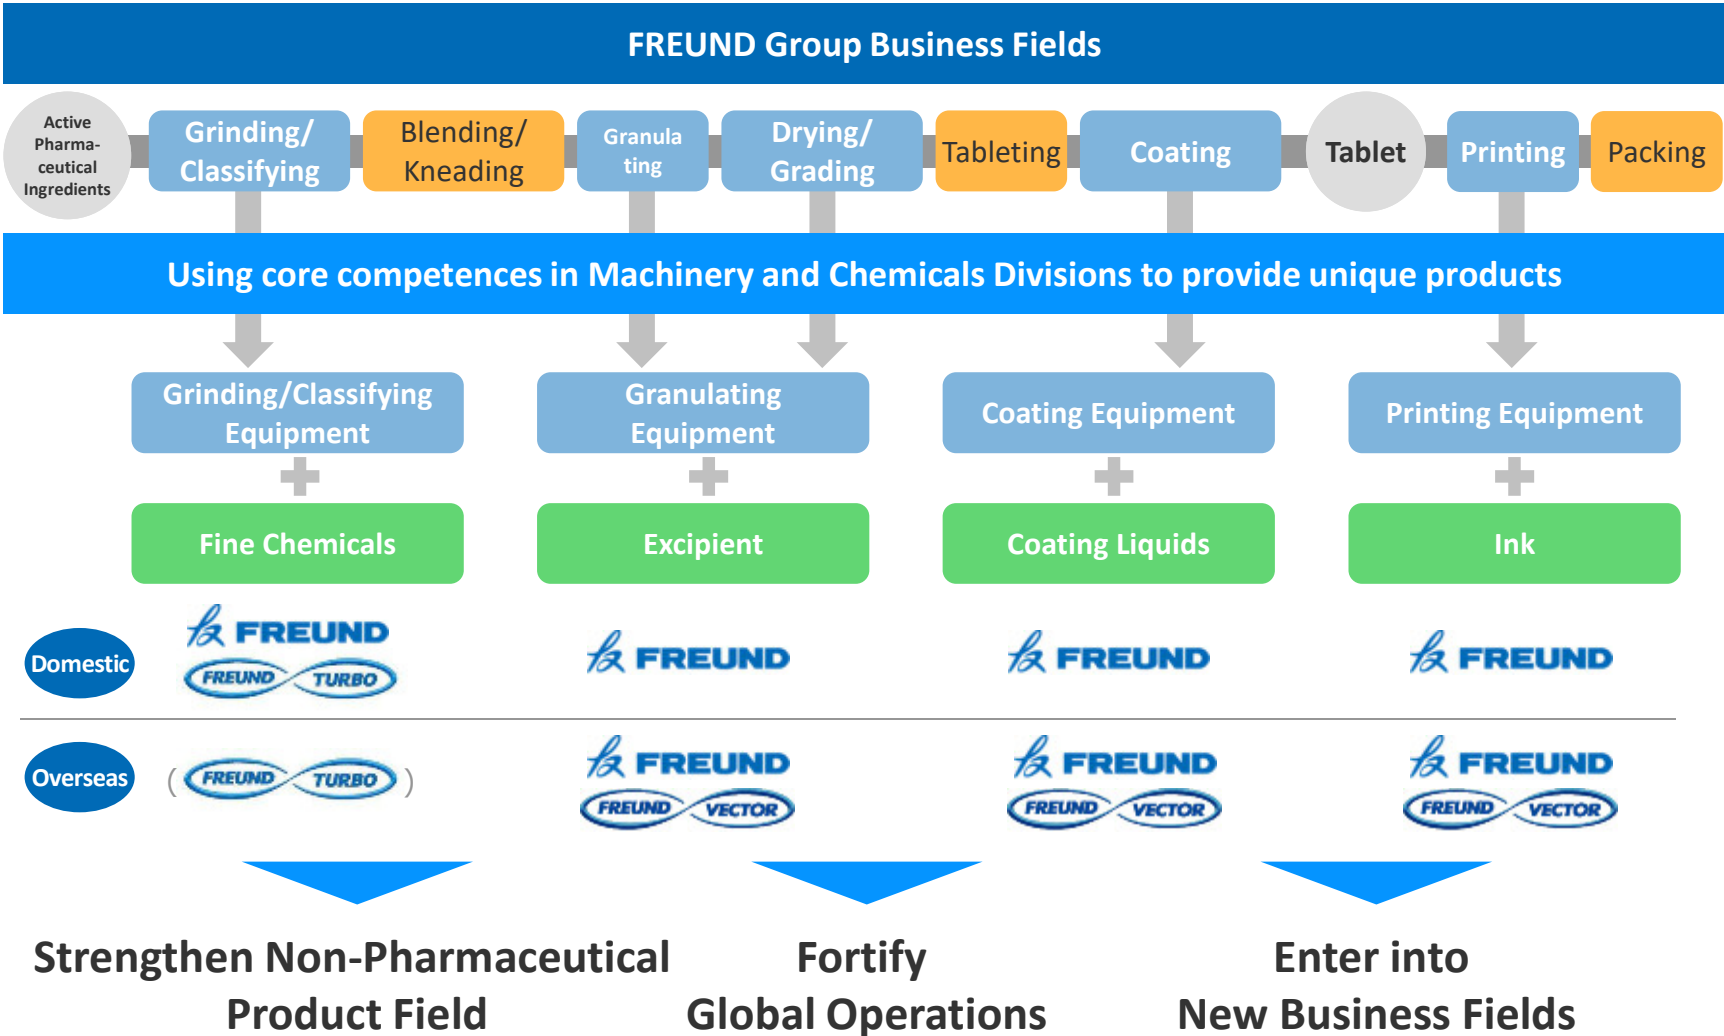 FREUND Group Business Fields
Active
Pharma-
ceutical
Ingredients
Grinding/
Classifying
Blending/
Kneading
Granula
ting
Drying/
Grading
Tableting
Coating
Tablet
Printing
Packing
Using core competences in Machinery and Chemicals Divisions to provide unique products
Grinding/Classifying
Equipment
Granulating
Equipment
Coating Equipment
Printing Equipment
Fine Chemicals
Excipient
Coating Liquids
Ink
Domestic
FREUND
FREUND TURBO
FREUND
FREUND
FREUND
Overseas
( FREUND TURBO )
FREUND
FREUND VECTOR
FREUND
FREUND VECTOR
FREUND
FREUND VECTOR
Strengthen Non-Pharmaceutical
Product Field
Fortify
Global Operations
Enter into
New Business Fields